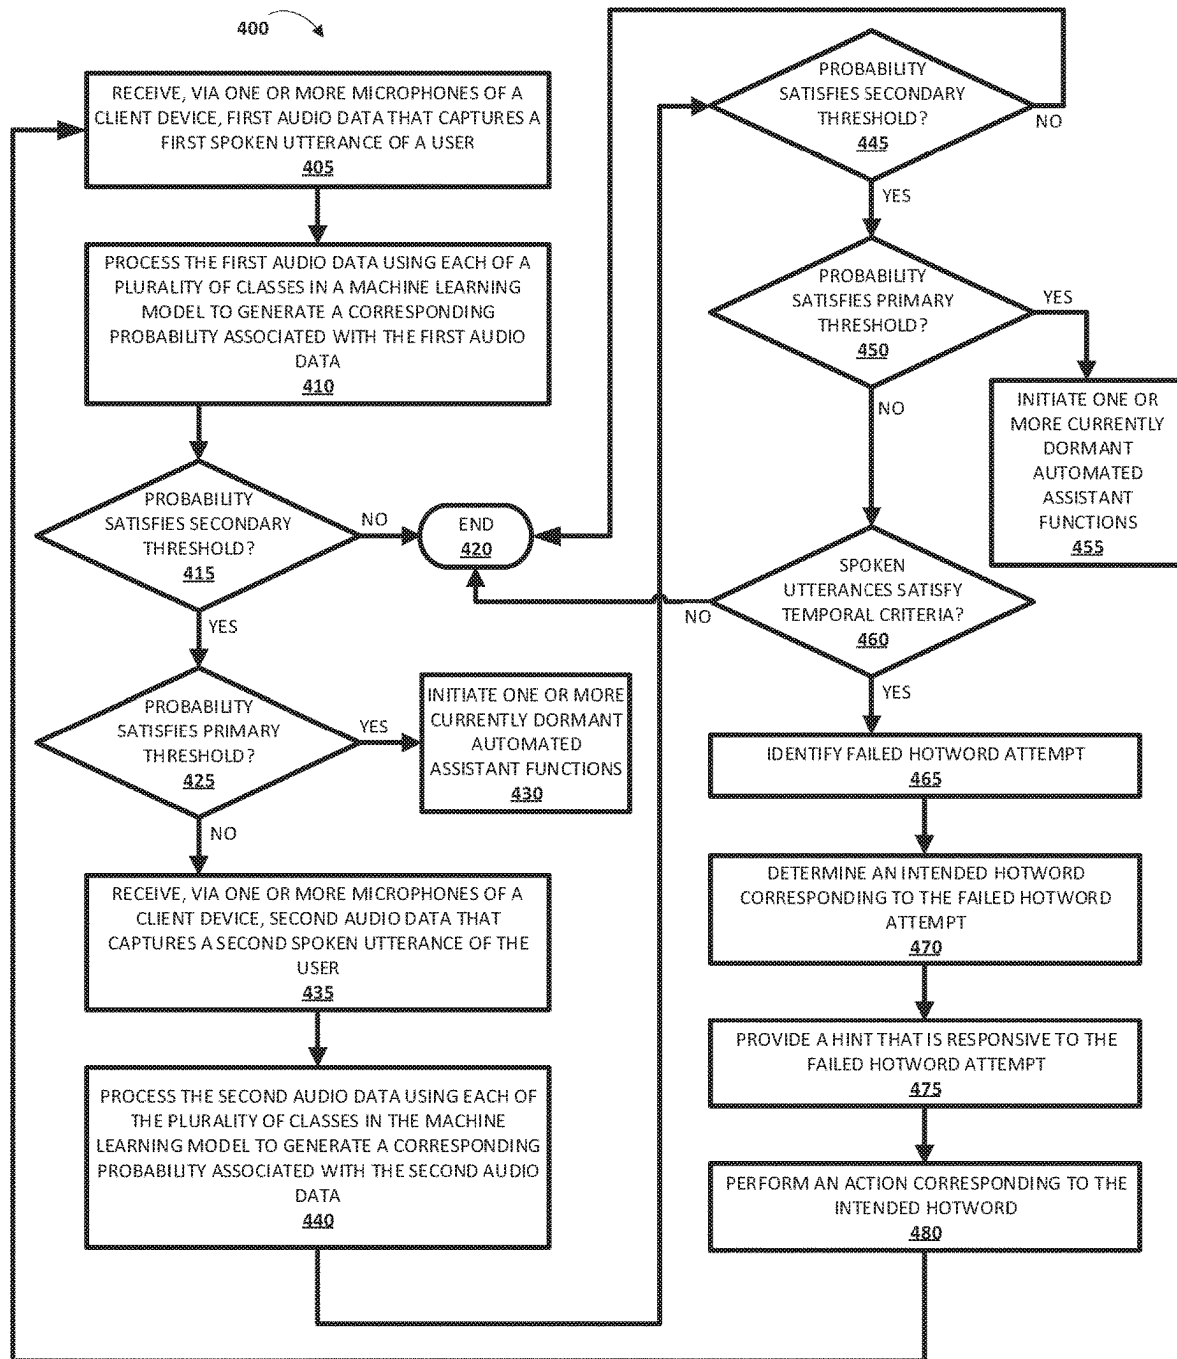 400
RECEIVE, VIA ONE OR MORE MICROPHONES OF A
CLIENT DEVICE, FIRST AUDIO DATA THAT CAPTURES A
FIRST SPOKEN UTTERANCE OF A USER
405
PROCESS THE FIRST AUDIO DATA USING EACH OF A
PLURALITY OF CLASSES IN A MACHINE LEARNING
MODEL TO GENERATE A CORRESPONDING
PROBABILITY ASSOCIATED WITH THE FIRST AUDIO
DATA
410
PROBABILITY
SATISFIES SECONDARY
THRESHOLD?
415
NO
END
420
YES
PROBABILITY
SATISFIES PRIMARY
THRESHOLD?
425
YES
INITIATE ONE OR MORE
CURRENTLY DORMANT
AUTOMATED
ASSISTANT FUNCTIONS
430
NO
RECEIVE, VIA ONE OR MORE MICROPHONES OF A
CLIENT DEVICE, SECOND AUDIO DATA THAT
CAPTURES A SECOND SPOKEN UTTERANCE OF THE
USER
435
PROCESS THE SECOND AUDIO DATA USING EACH OF
THE PLURALITY OF CLASSES IN THE MACHINE
LEARNING MODEL TO GENERATE A CORRESPONDING
PROBABILITY ASSOCIATED WITH THE SECOND AUDIO
DATA
440
PROBABILITY
SATISFIES SECONDARY
THRESHOLD?
445
NO
YES
PROBABILITY
SATISFIES PRIMARY
THRESHOLD?
450
YES
INITIATE ONE OR
MORE CURRENTLY
DORMANT
AUTOMATED
ASSISTANT
FUNCTIONS
455
NO
SPOKEN
UTTERANCES SATISFY
TEMPORAL CRITERIA?
460
NO
YES
IDENTIFY FAILED HOTWORD ATTEMPT
465
DETERMINE AN INTENDED HOTWORD
CORRESPONDING TO THE FAILED HOTWORD
ATTEMPT
470
PROVIDE A HINT THAT IS RESPONSIVE TO THE
FAILED HOTWORD ATTEMPT
475
PERFORM AN ACTION CORRESPONDING TO THE
INTENDED HOTWORD
480